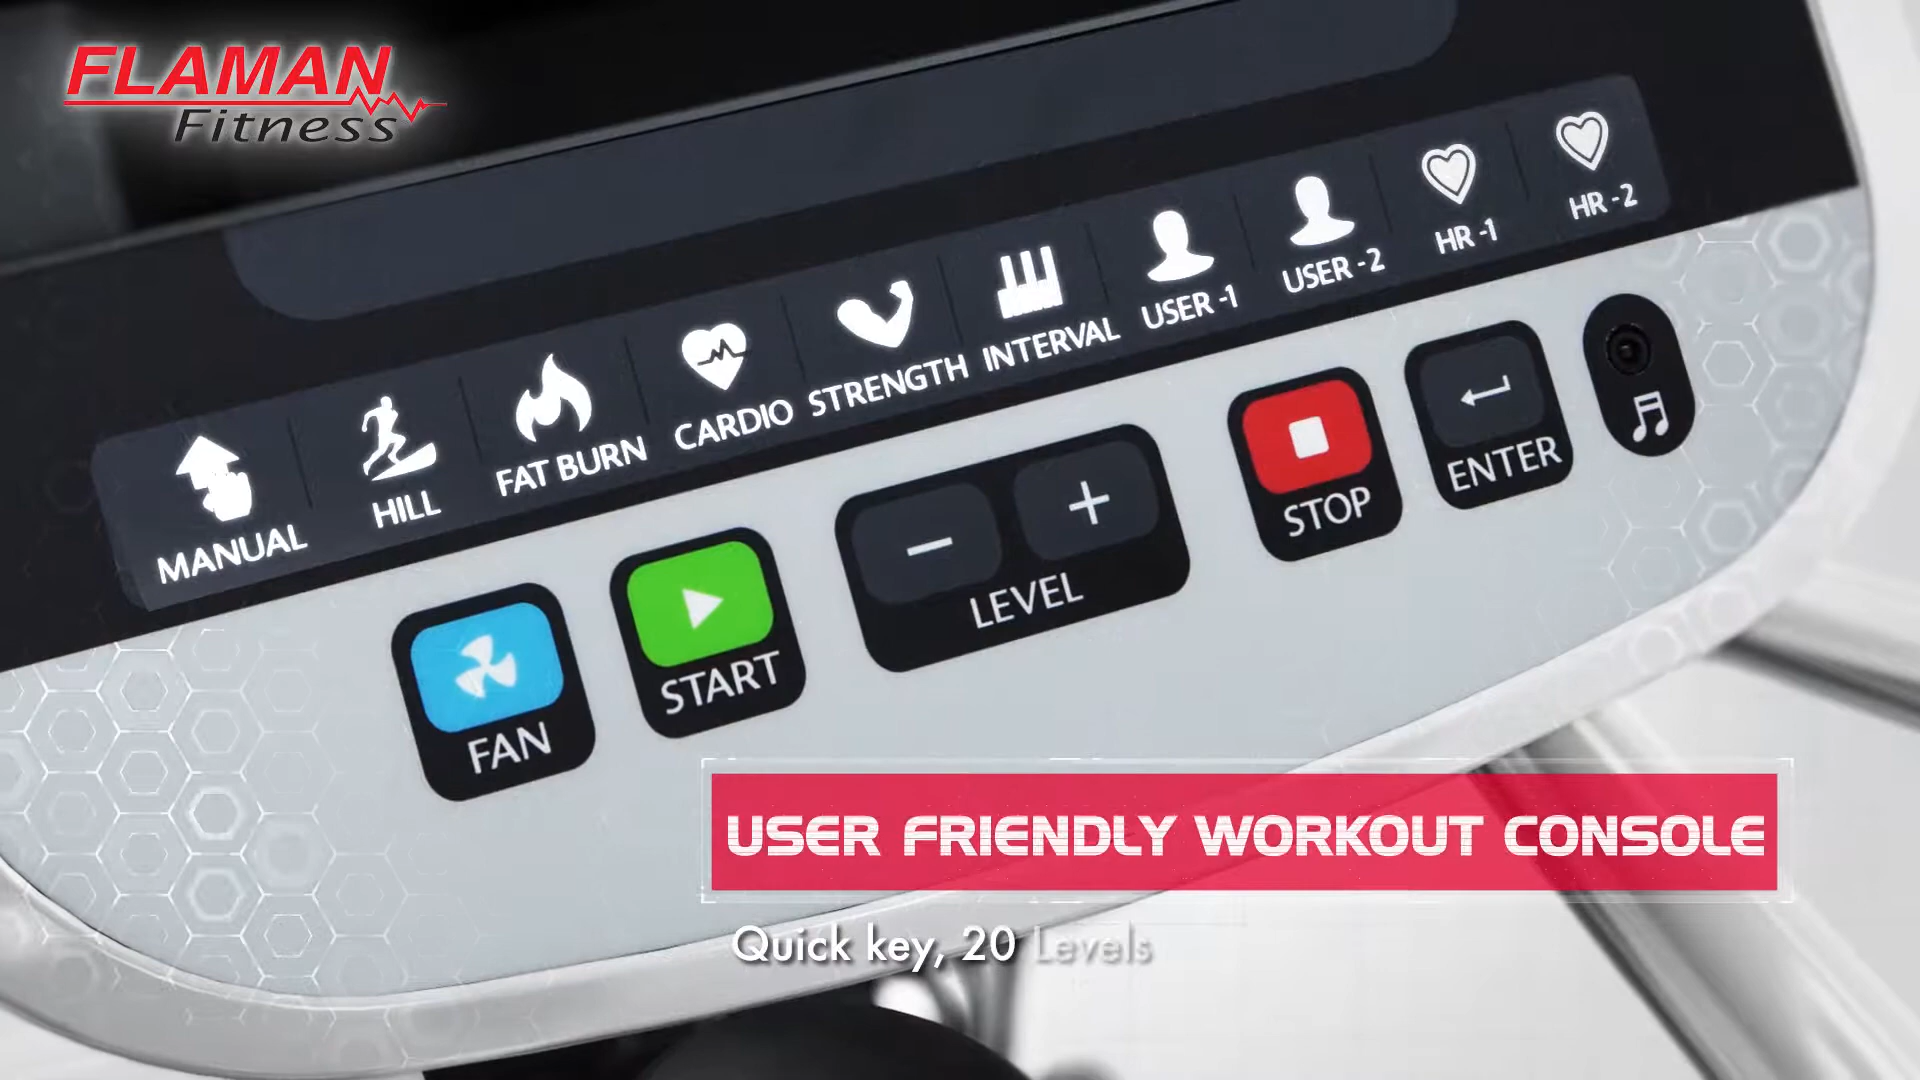 FLAMAN
Fitness
MANUAL
HILL
FAT BURN
CARDIO
STRENGTH
INTERVAL
USER -1
USER -2
HR -1
HR -2
FAN
START
LEVEL
STOP
ENTER
USER FRIENDLY WORKOUT CONSOLE
Quick key, 20 Levels